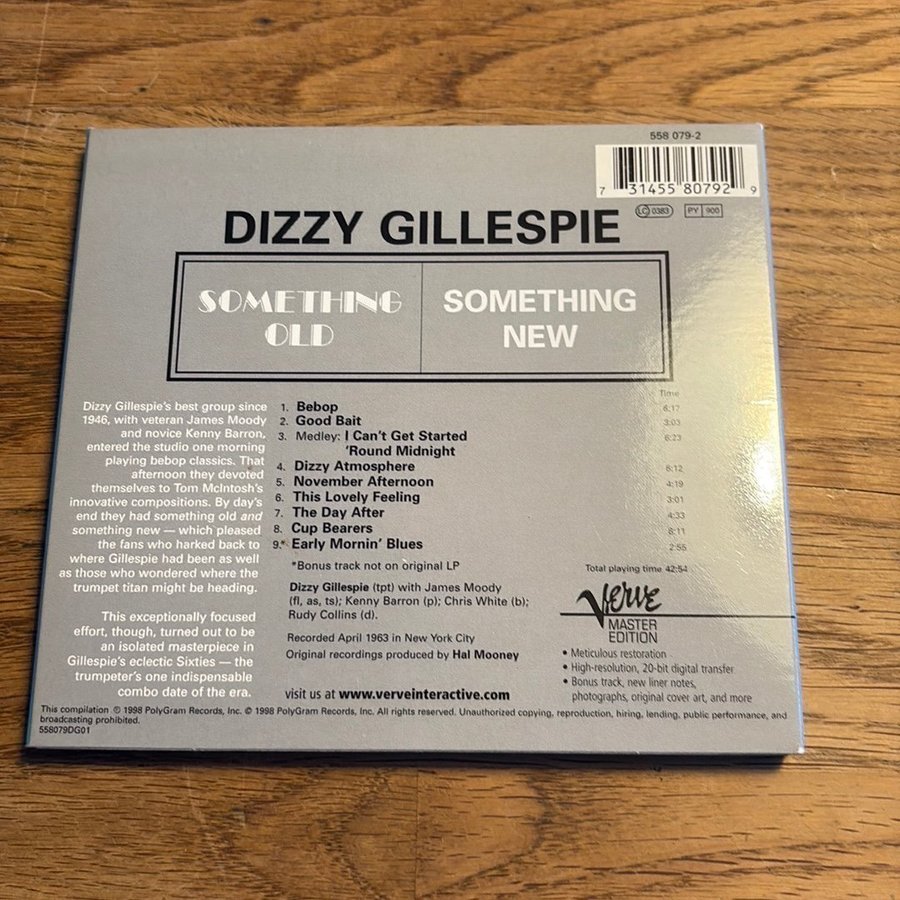 558 079-2
7 31455 80792 9
LC 0383 PY 900
DIZZY GILLESPIE
SOMETHING
OLD
SOMETHING
NEW
Dizzy Gillespie's best group since
1946, with veteran James Moody
and novice Kenny Barron,
entered the studio one morning
playing bebop classics. That
afternoon they devoted
themselves to Tom McIntosh's
innovative compositions. By day's
end they had something old and
something new — which pleased
the fans who harked back to
where Gillespie had been as well
as those who wondered where the
trumpet titan might be heading.
This exceptionally focused
effort, though, turned out to be
an isolated masterpiece in
Gillespie's eclectic Sixties — the
trumpeter's one indispensable
combo date of the era.
Time
1. Bebop 6:17
2. Good Bait 3:03
3. Medley: I Can't Get Started 6:23
'Round Midnight
4. Dizzy Atmosphere 6:12
5. November Afternoon 4:19
6. This Lovely Feeling 3:01
7. The Day After 4:33
8. Cup Bearers 6:11
9.* Early Mornin' Blues 2:55
*Bonus track not on original LP
Total playing time 42:54
Dizzy Gillespie (tpt) with James Moody
(fl, as, ts); Kenny Barron (p); Chris White (b);
Rudy Collins (d).
Recorded April 1963 in New York City
Original recordings produced by Hal Mooney
visit us at www.verveinteractive.com
Verve
MASTER
EDITION
• Meticulous restoration
• High-resolution, 20-bit digital transfer
• Bonus track, new liner notes,
photographs, original cover art, and more
This compilation ℗ 1998 PolyGram Records, Inc. © 1998 PolyGram Records, Inc. All rights reserved. Unauthorized copying, reproduction, hiring, lending, public performance, and
broadcasting prohibited.
558079DG01